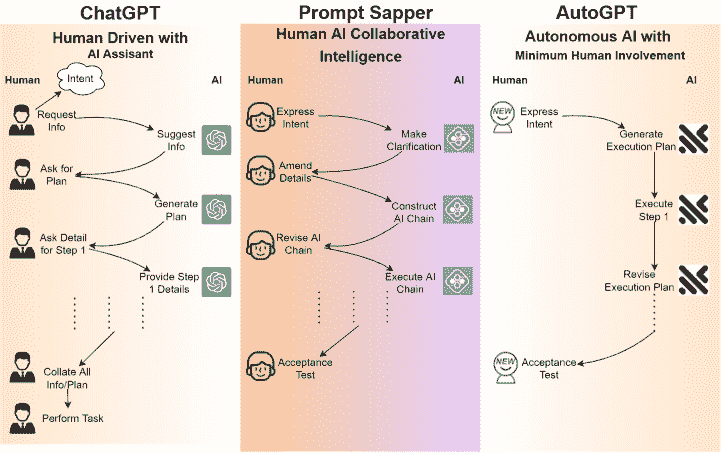 ChatGPT
Human Driven with
AI Assisant
Human
AI
Intent
Request
Info
Suggest
Info
Ask for
Plan
Generate
Plan
Ask Detail
for Step 1
Provide Step
1 Details
Collate All
Info/Plan
Perform Task
Prompt Sapper
Human AI Collaborative
Intelligence
Human
AI
Express
Intent
Make
Clarification
Amend
Details
Construct
AI Chain
Revise AI
Chain
Execute AI
Chain
Acceptance
Test
AutoGPT
Autonomous AI with
Minimum Human Involvement
Human
AI
NEW
Express
Intent
Generate
Execution Plan
Execute
Step 1
Revise
Execution Plan
NEW
Acceptance
Test